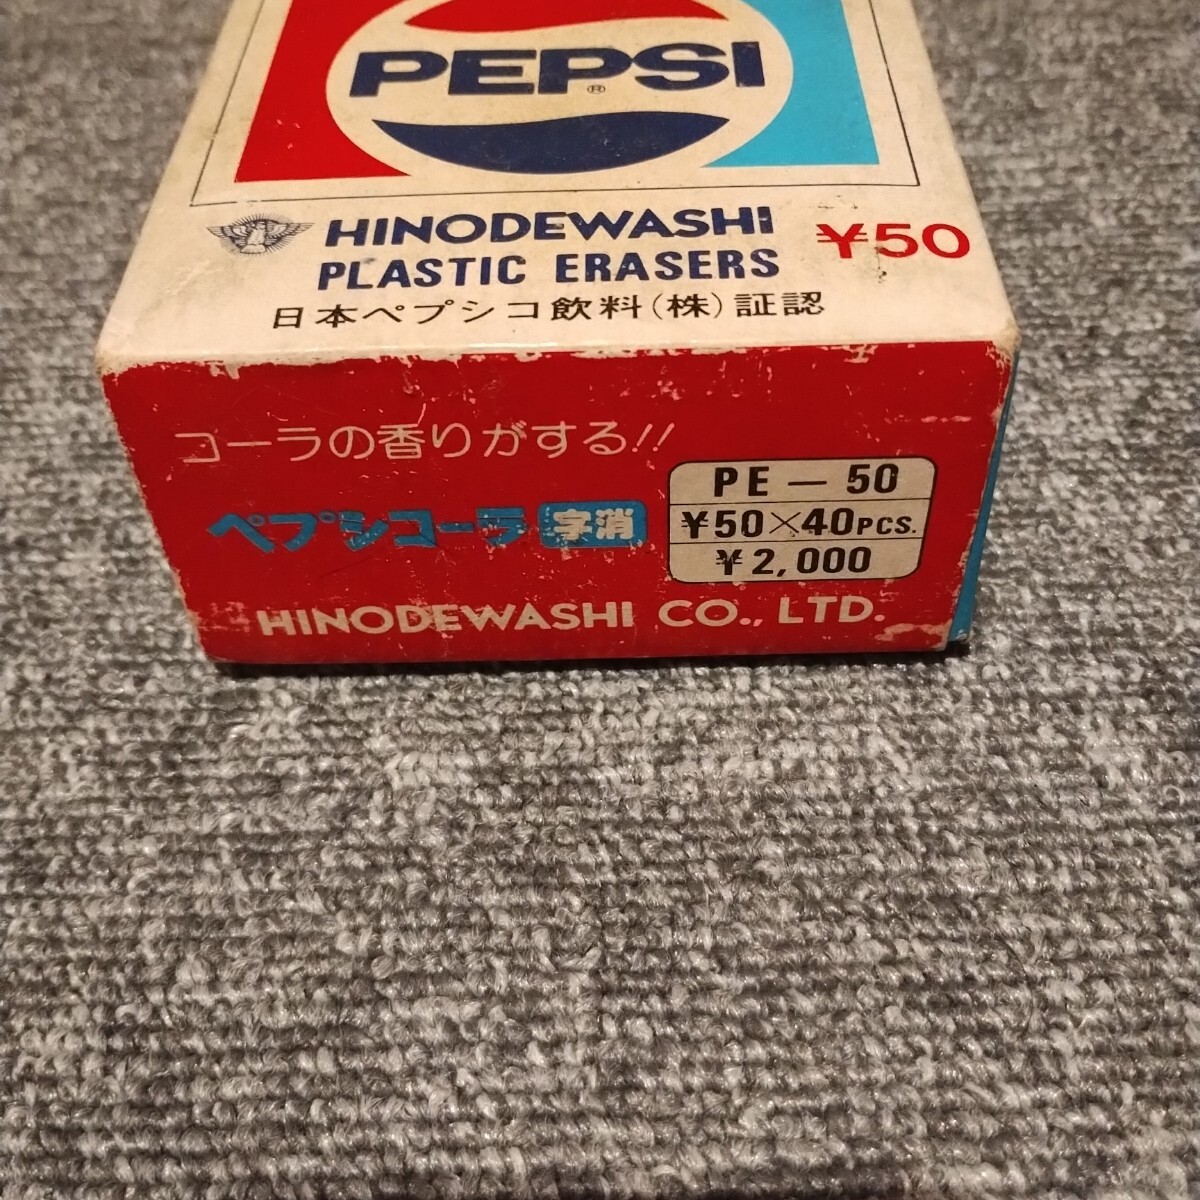 PEPSI
®
HINODEWASHI ¥50
PLASTIC ERASERS
日本ペプシコ飲料(株)証認
コーラの香りがする!!
ペプシコーラ 字消
PE－50
¥50×40PCS.
¥2,000
HINODEWASHI CO., LTD.